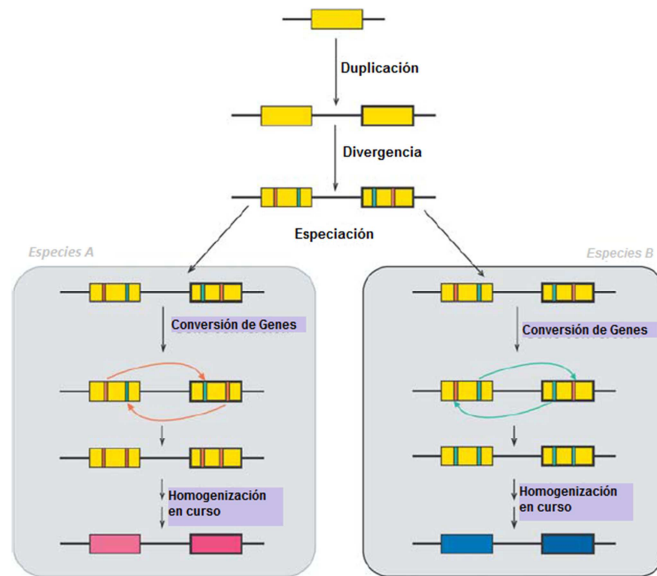 Duplicación
Divergencia
Especiación
Especies A
Conversión de Genes
Homogenización
en curso
Especies B
Conversión de Genes
Homogenización
en curso